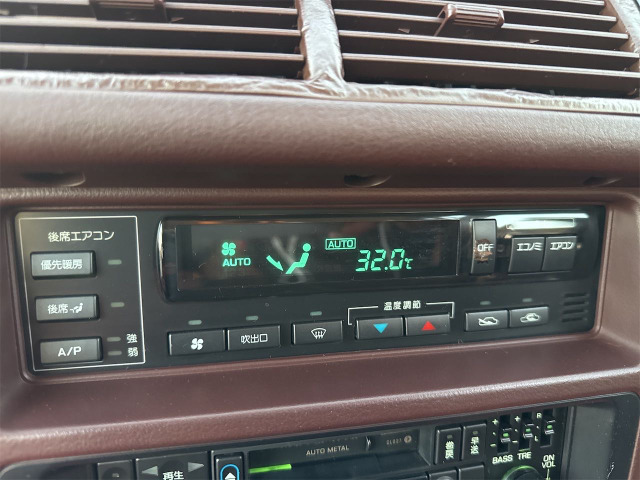 後席エアコン
優先暖房
後席
A/P
強
弱
AUTO
AUTO
32.0℃
OFF
エコノミ
エアコン
吹出口
温度調節
再生
AUTO METAL
BASS TRE
ON
VOL
R